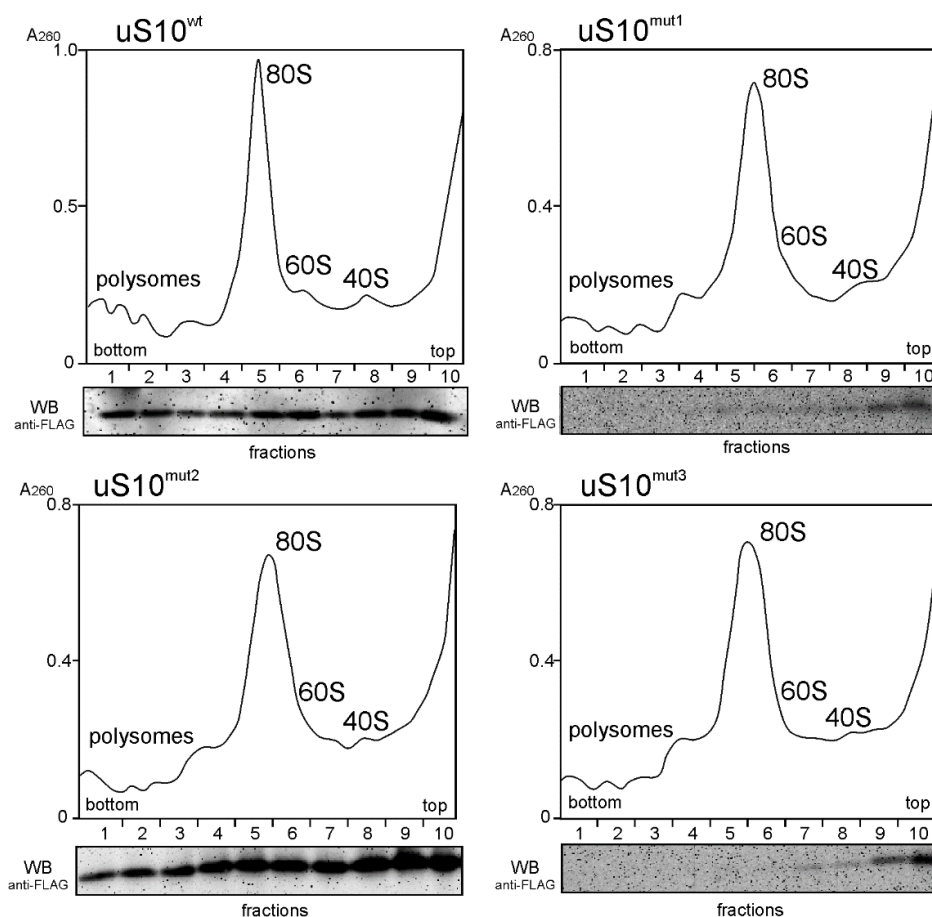 uS10wt
A260
1.0
80S
0.5
60S
40S
polysomes
0
bottom
top
1 2 3 4 5 6 7 8 9 10
WB
anti-FLAG
fractions
uS10mut1
A260
0.8
80S
0.4
60S
40S
polysomes
0
bottom
top
1 2 3 4 5 6 7 8 9 10
WB
anti-FLAG
fractions
uS10mut2
A260
0.8
80S
0.4
60S
40S
polysomes
0
bottom
top
1 2 3 4 5 6 7 8 9 10
WB
anti-FLAG
fractions
uS10mut3
A260
0.8
80S
0.4
60S
40S
polysomes
0
bottom
top
1 2 3 4 5 6 7 8 9 10
WB
anti-FLAG
fractions